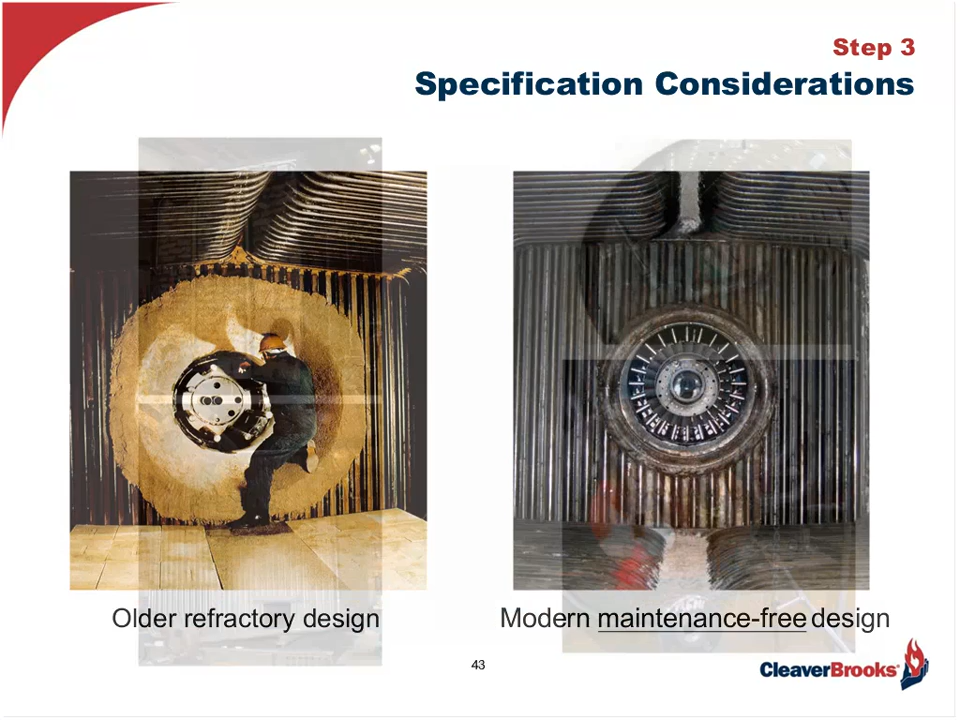 Step 3
Specification Considerations
Older refractory design
Modern maintenance-free design
43
CleaverBrooks®